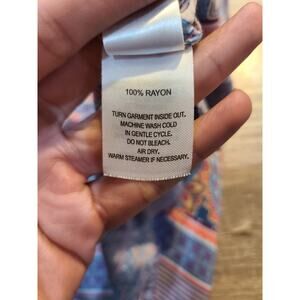 100% RAYON
TURN GARMENT INSIDE OUT.
MACHINE WASH COLD
IN GENTLE CYCLE.
DO NOT BLEACH.
AIR DRY.
WARM STEAMER IF NECESSARY.